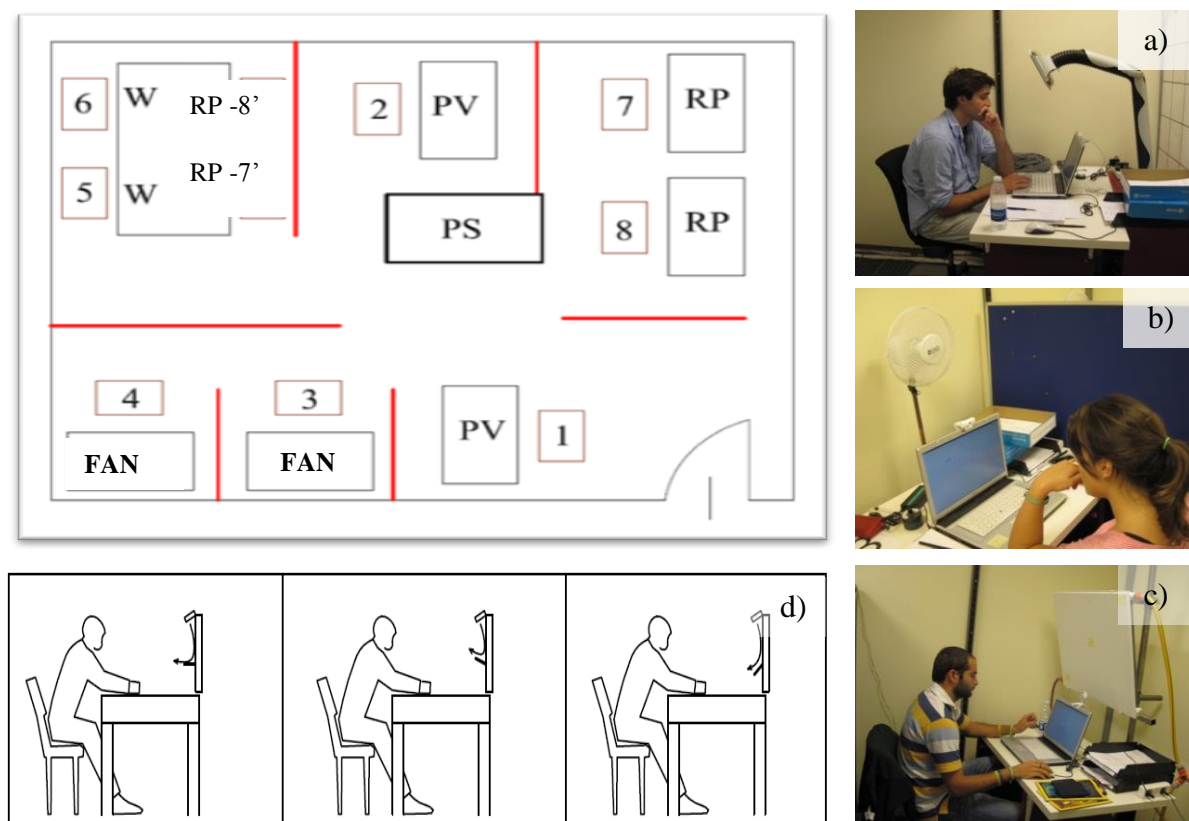 6 W RP -8’ 2 PV 7 RP
5 W RP -7’ PS 8 RP
4 3 PV 1
FAN FAN
a)
b)
c)
d)